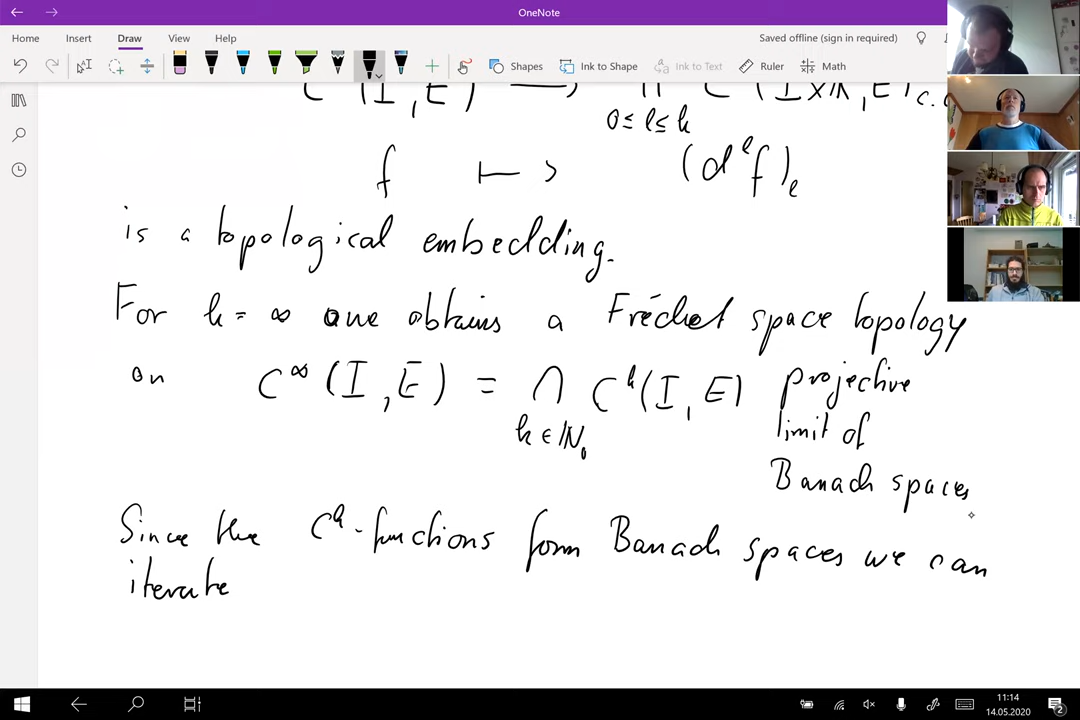 OneNote
Home Insert Draw View Help
Saved offline (sign in required)
Shapes Ink to Shape Ink to Text Ruler Math
C (I, E) → C (I × ℝ, E) c.o
0 ≤ l ≤ k
f ↦ (dˡf)ₗ
is a topological embedding.
For k = ∞ one obtains a Fréchet space topology
on C^∞(I, E) = ∩ C^k(I, E) projective
k ∈ ℕ₀ limit of
Banach spaces
Since the C^k-functions form Banach spaces we can
iterate
11:14
14.05.2020
2